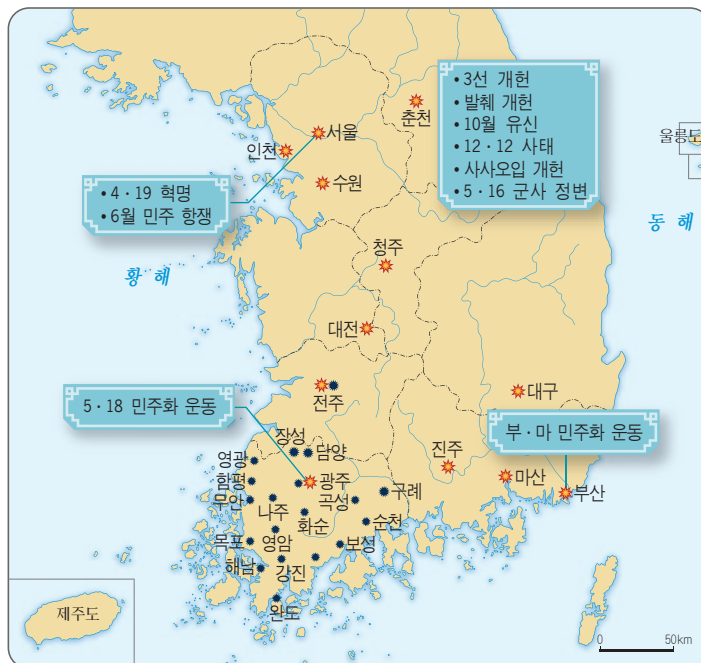 • 3선 개헌
• 발췌 개헌
• 10월 유신
• 12·12 사태
• 사사오입 개헌
• 5·16 군사 정변
춘천
울릉도
서울
인천
• 4·19 혁명
• 6월 민주 항쟁
수원
동해
청주
황해
대전
5·18 민주화 운동
전주
대구
부·마 민주화 운동
장성
담양
영광
진주
함평
광주
구례
마산
무안
곡성
부산
나주
화순
순천
목포
영암
보성
해남
강진
완도
제주도
0 50km